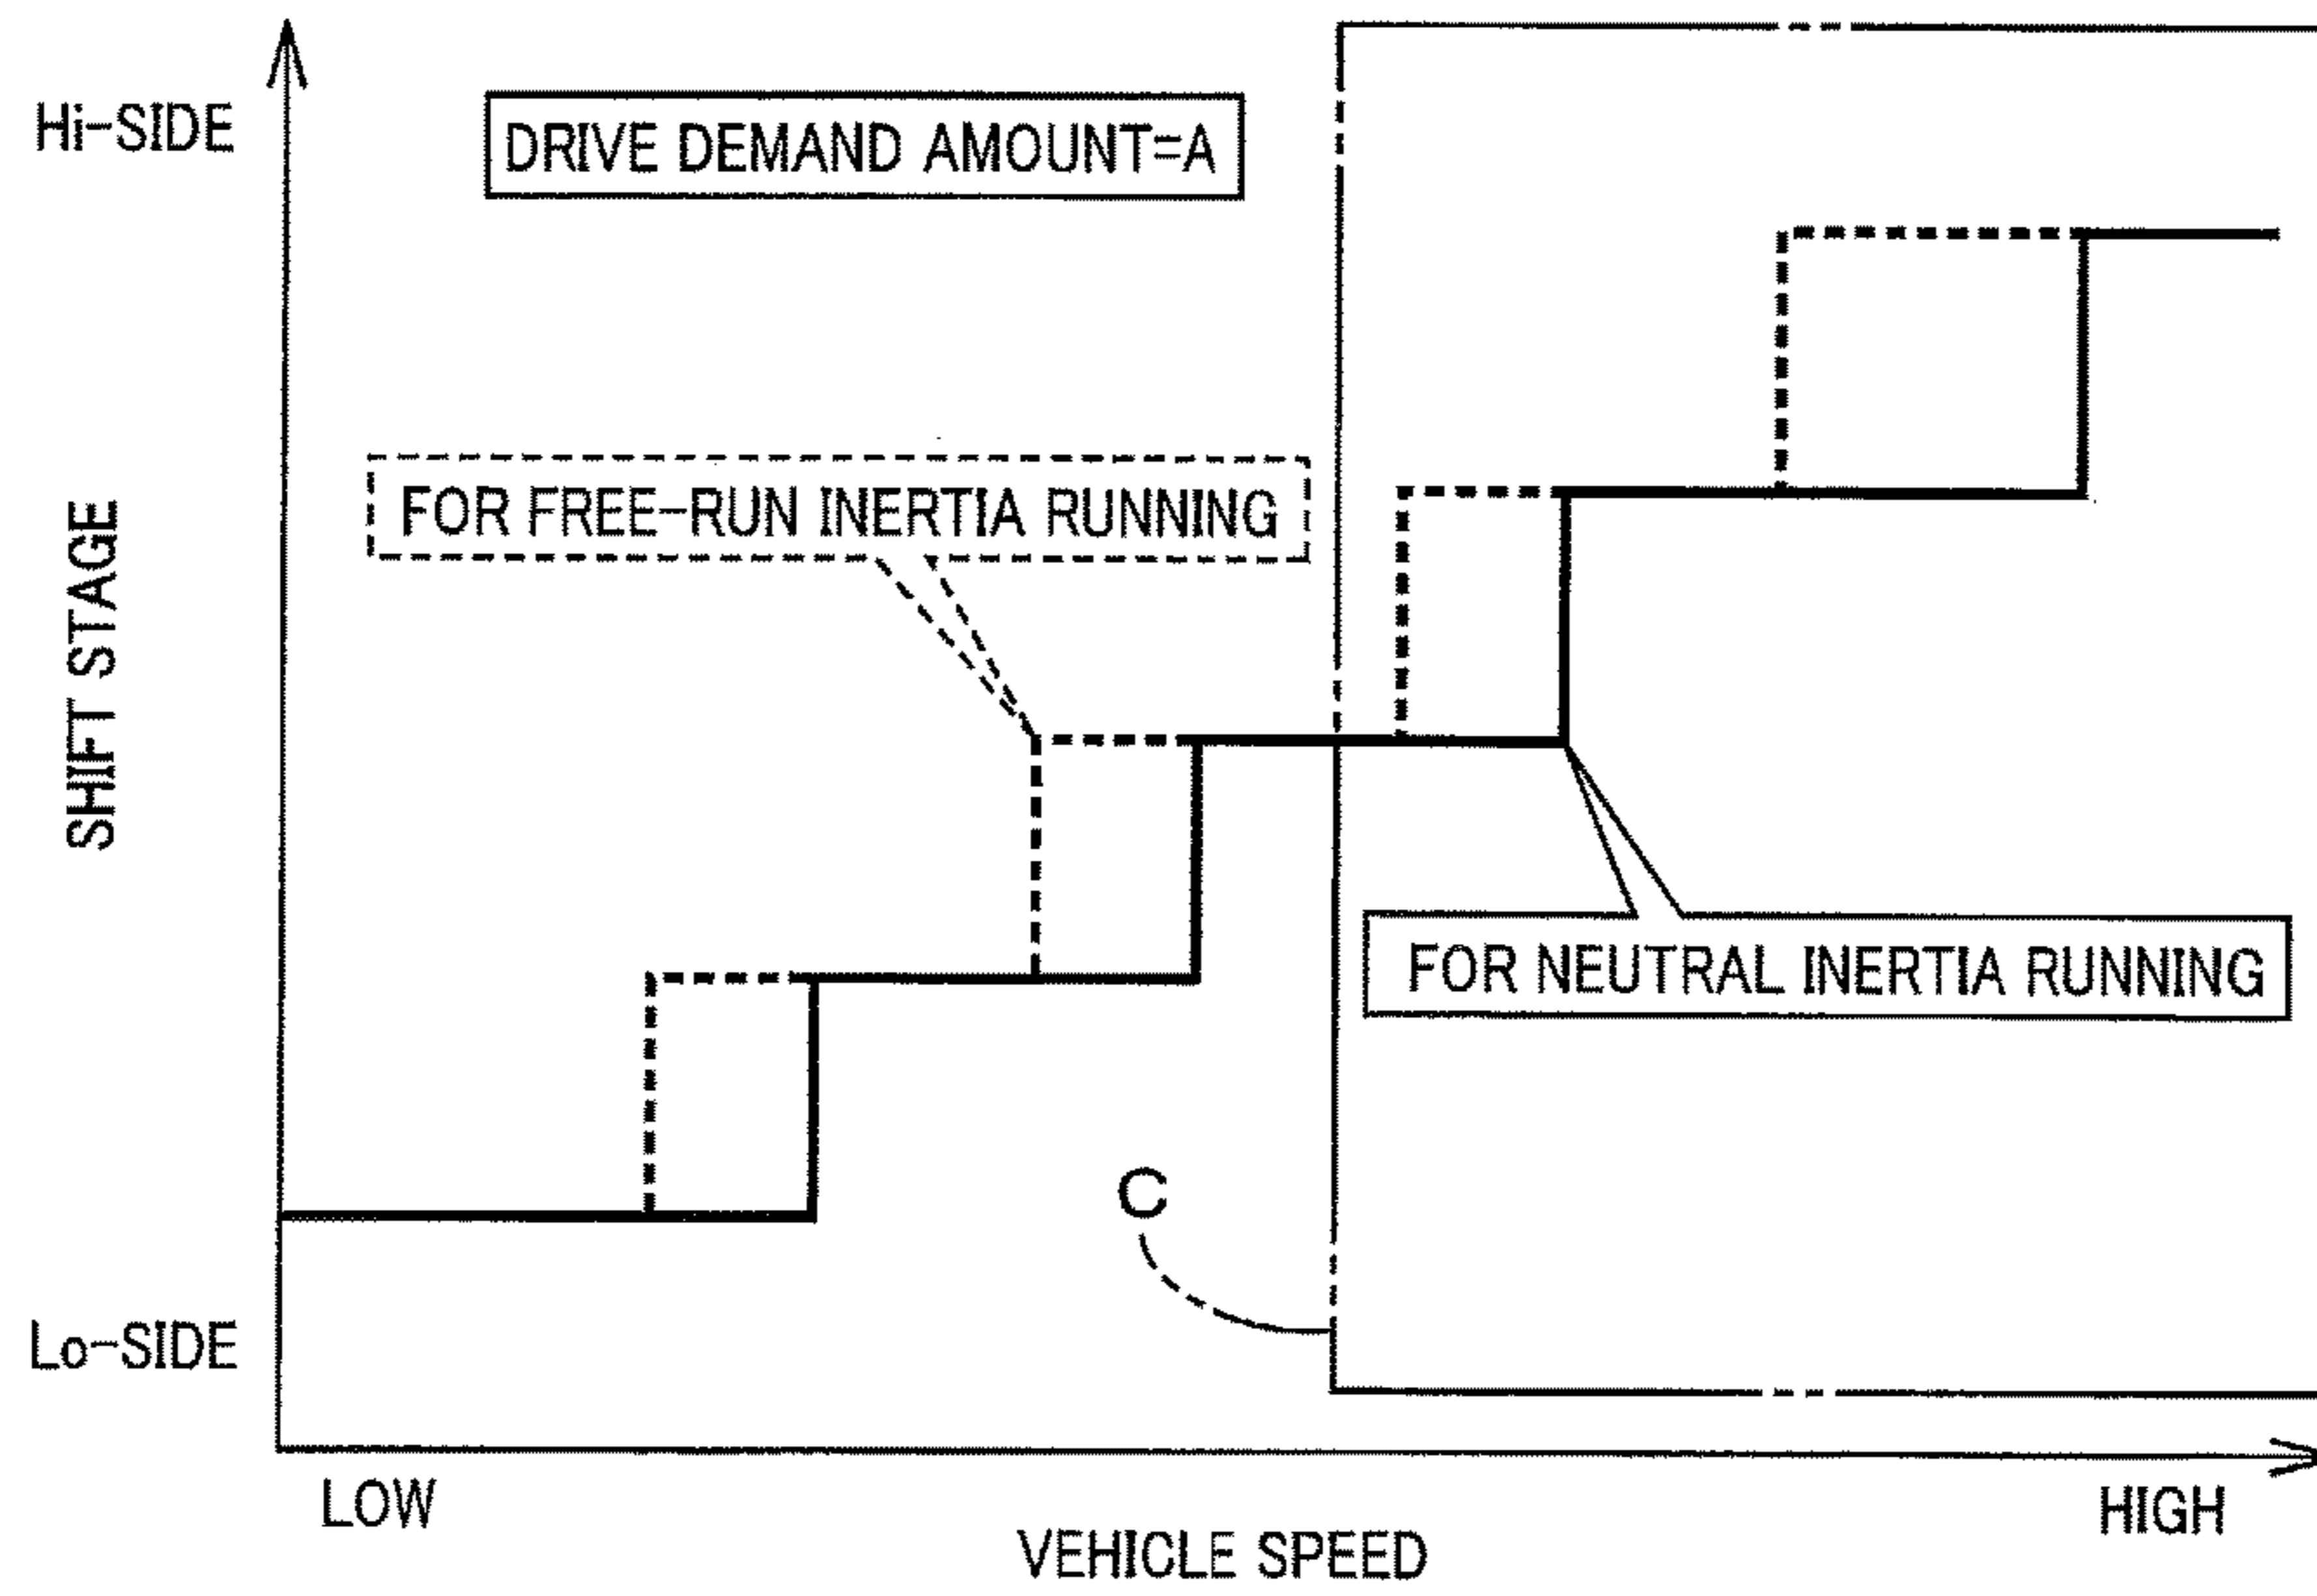 Hi-SIDE
DRIVE DEMAND AMOUNT=A
FOR FREE-RUN INERTIA RUNNING
SHIFT STAGE
FOR NEUTRAL INERTIA RUNNING
C
Lo-SIDE
LOW
HIGH
VEHICLE SPEED